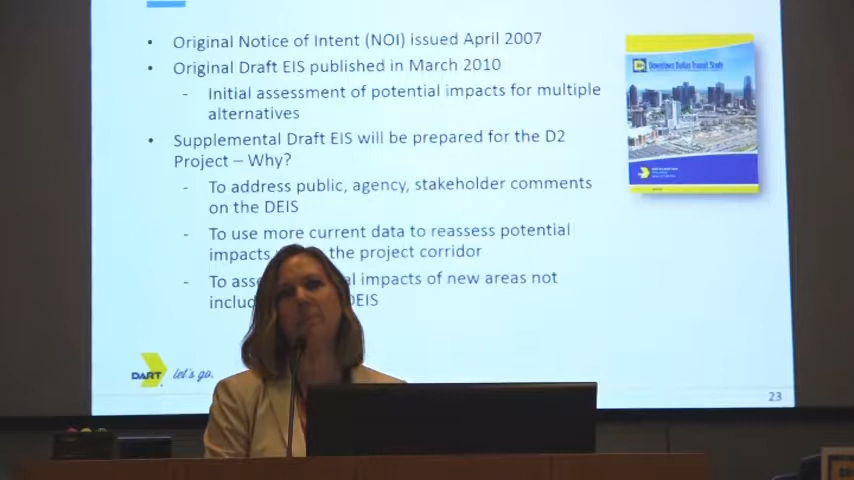 • Original Notice of Intent (NOI) issued April 2007
• Original Draft EIS published in March 2010
- Initial assessment of potential impacts for multiple
alternatives
• Supplemental Draft EIS will be prepared for the D2
Project – Why?
- To address public, agency, stakeholder comments
on the DEIS
- To use more current data to reassess potential
impacts the project corridor
- To impacts of new areas not
DEIS
Downtown Dallas Transit Study
DART let's go.
23